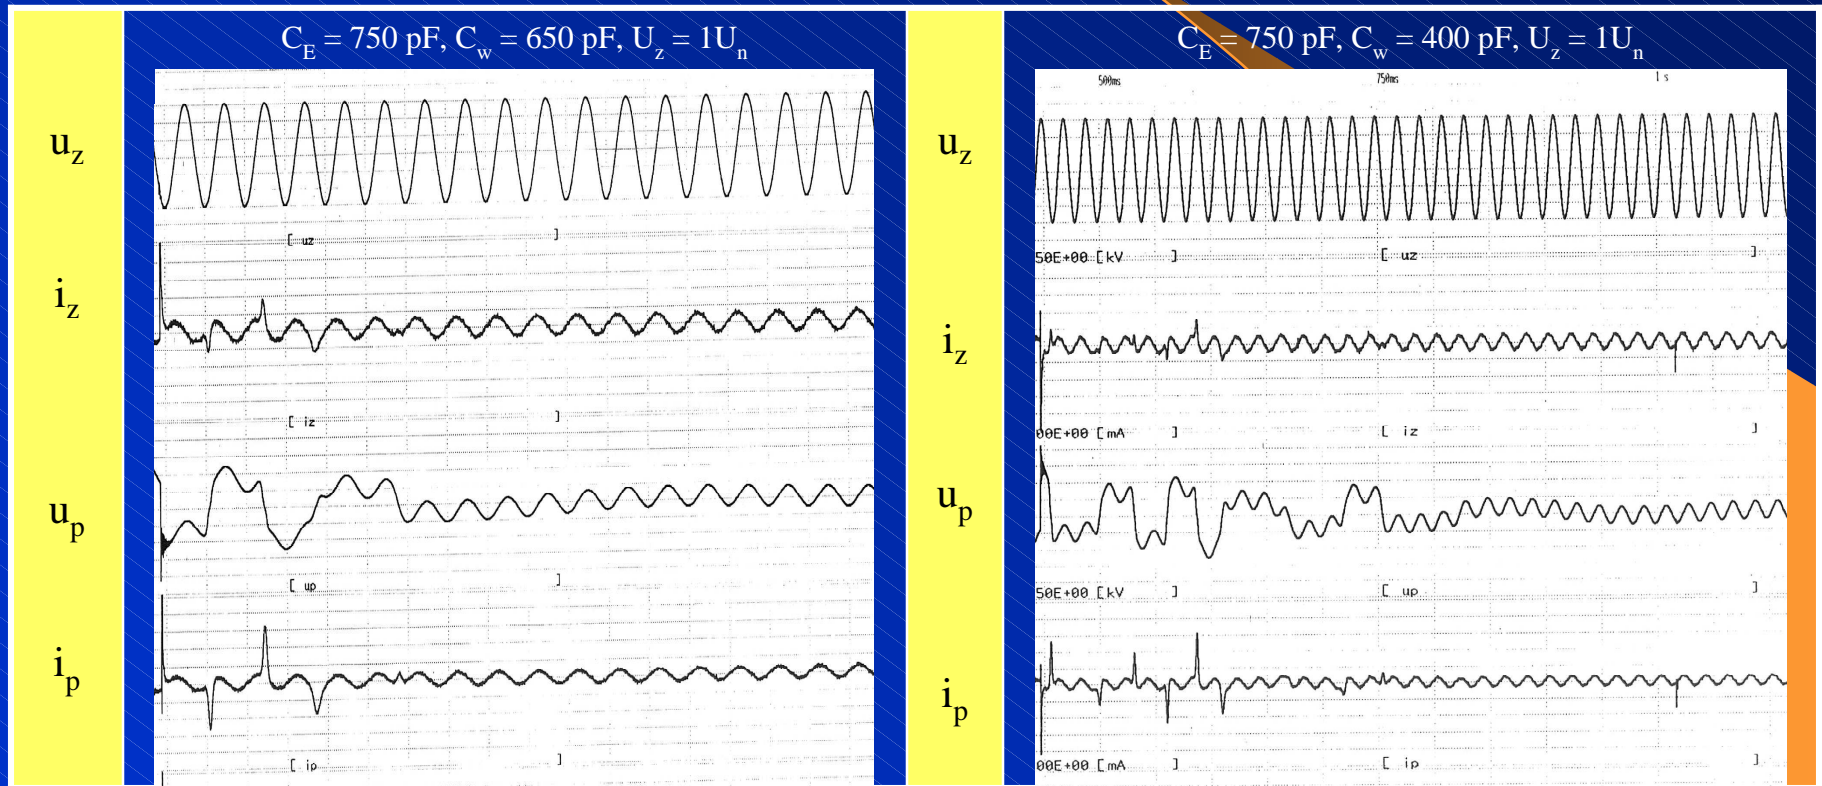 C_E = 750 pF, C_w = 650 pF, U_z = 1U_n
u_z
[ uz ]
i_z
[ iz ]
u_p
[ up ]
i_p
[ ip ]
C_E = 750 pF, C_w = 400 pF, U_z = 1U_n
500ms 750ms 1 s
u_z
50E+00 [ kV ] [ uz ]
i_z
00E+00 [ mA ] [ iz ]
u_p
50E+00 [ kV ] [ up ]
i_p
00E+00 [ mA ] [ ip ]